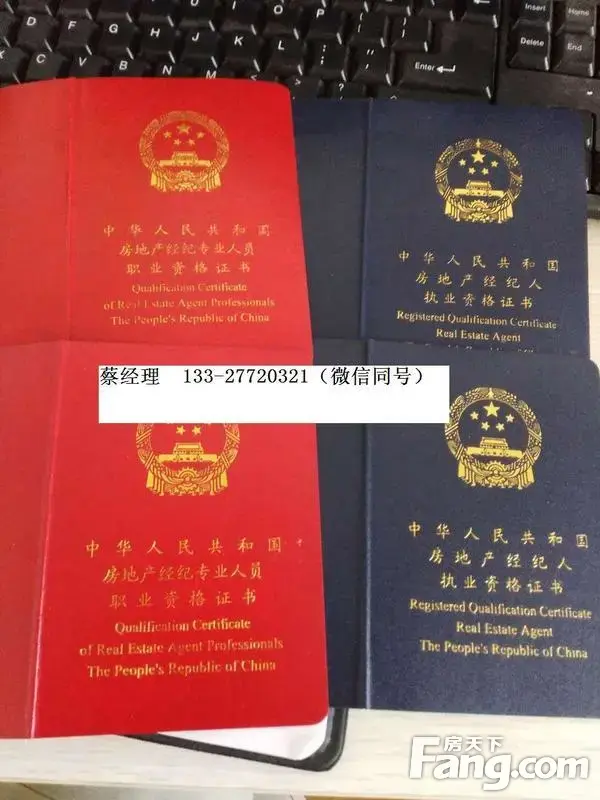 Enter
Insert
Home
Delete
End
中华人民共和国
房地产经纪专业人员
职业资格证书
Qualification Certificate
of Real Estate Agent Professionals
The People's Republic of China
中华人民共和国
房地产经纪人
执业资格证书
Registered Qualification Certificate
Real Estate Agent
蔡经理 133-27720321（微信同号）
中华人民共和国
房地产经纪专业人员
职业资格证书
Qualification Certificate
of Real Estate Agent Professionals
The People's Republic of China
中华人民共和国
房地产经纪人
执业资格证书
Registered Qualification Certificate
Real Estate Agent
The People's Republic of China
房天下
Fang.com